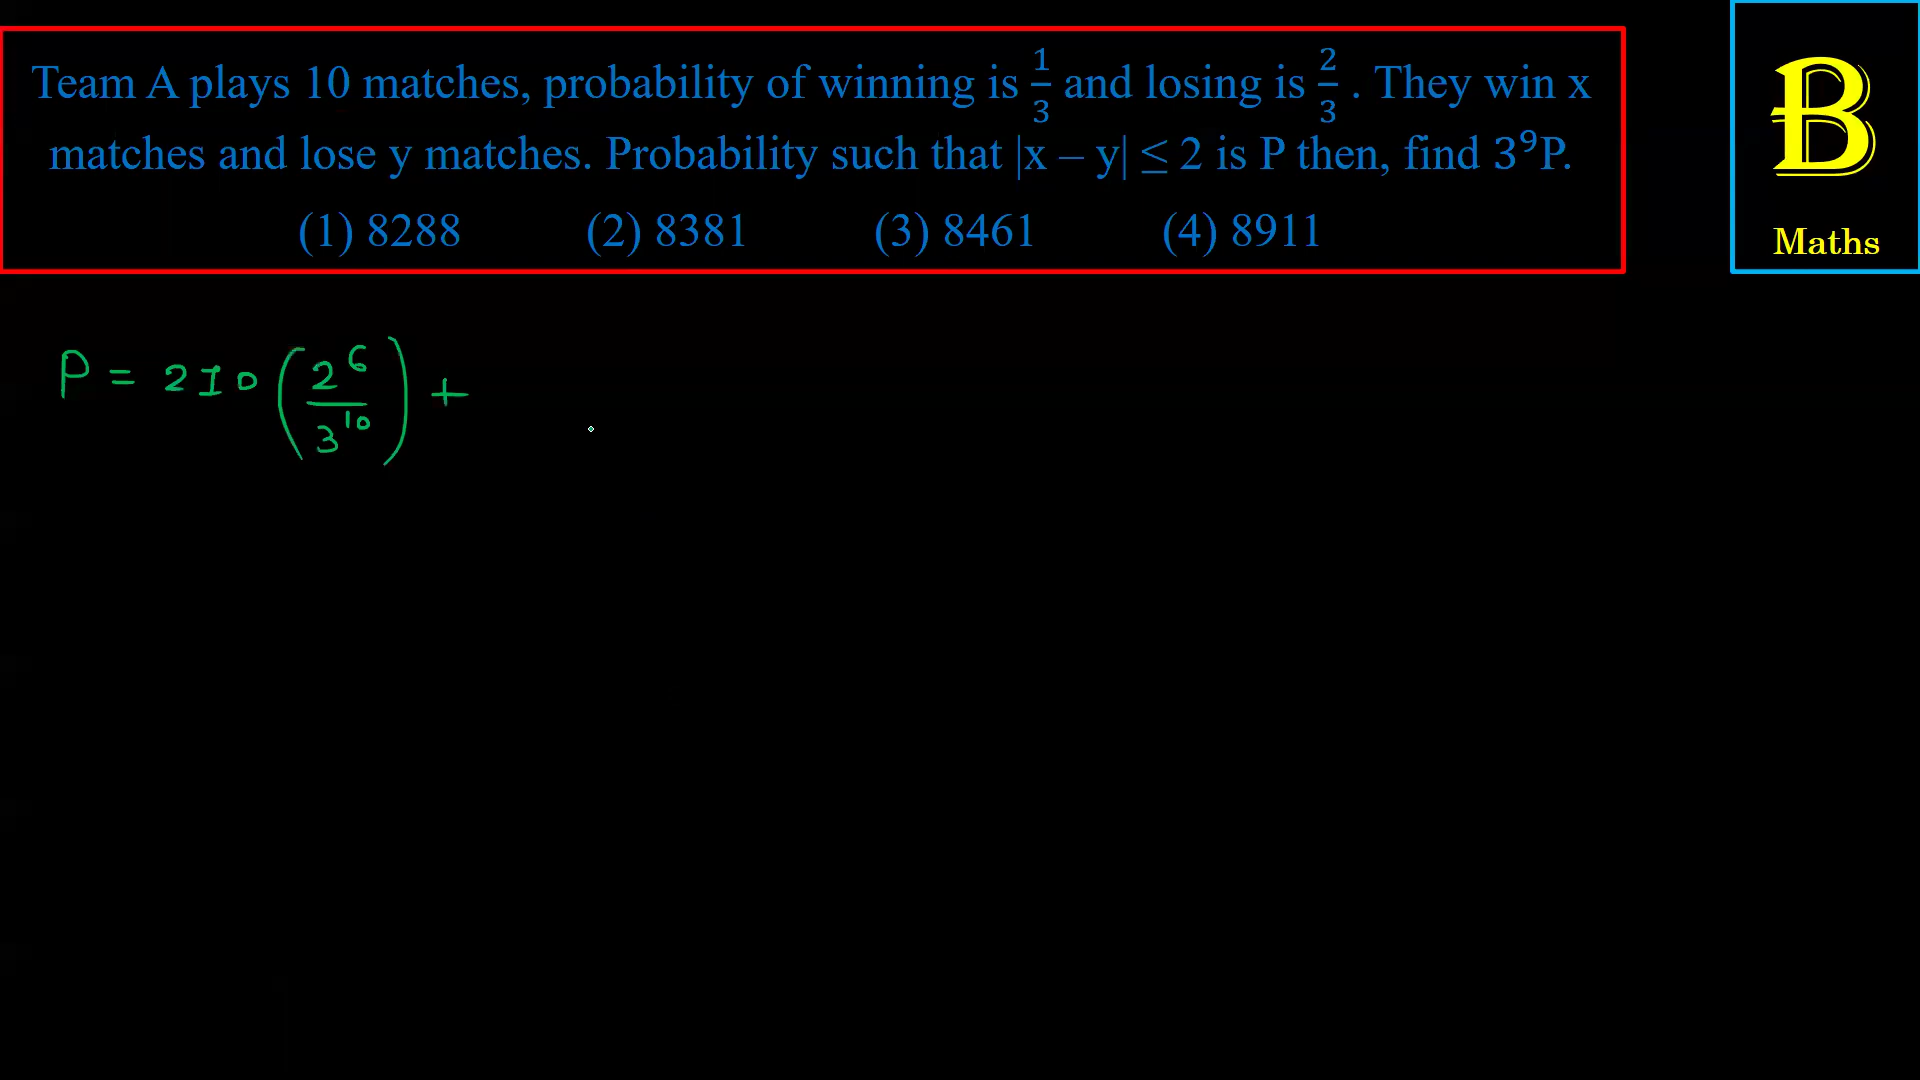 Team A plays 10 matches, probability of winning is 1/3 and losing is 2/3 . They win x
matches and lose y matches. Probability such that |x – y| ≤ 2 is P then, find 3⁹P.
(1) 8288 (2) 8381 (3) 8461 (4) 8911
B
Maths
P = 210 (2⁶/3¹⁰) +